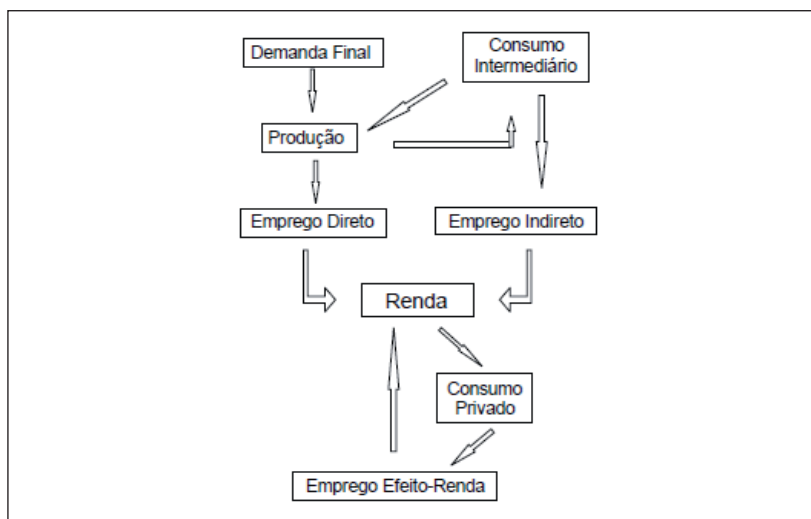 Demanda Final
Consumo
Intermediário
Produção
Emprego Direto
Emprego Indireto
Renda
Consumo
Privado
Emprego Efeito-Renda